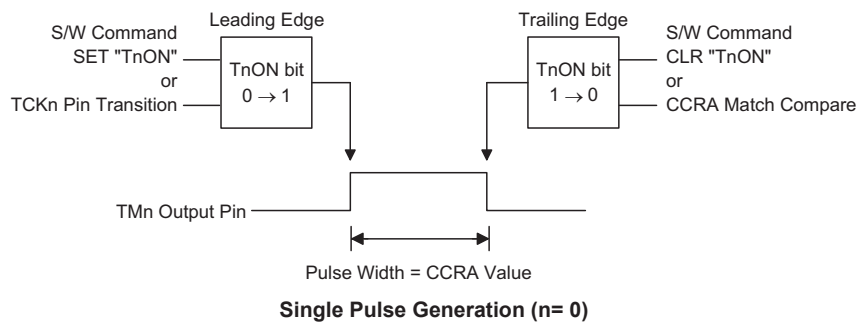 Leading Edge
S/W Command
SET "TnON"
or
TCKn Pin Transition
TnON bit
0 → 1
Trailing Edge
TnON bit
1 → 0
S/W Command
CLR "TnON"
or
CCRA Match Compare
TMn Output Pin
Pulse Width = CCRA Value
Single Pulse Generation (n= 0)